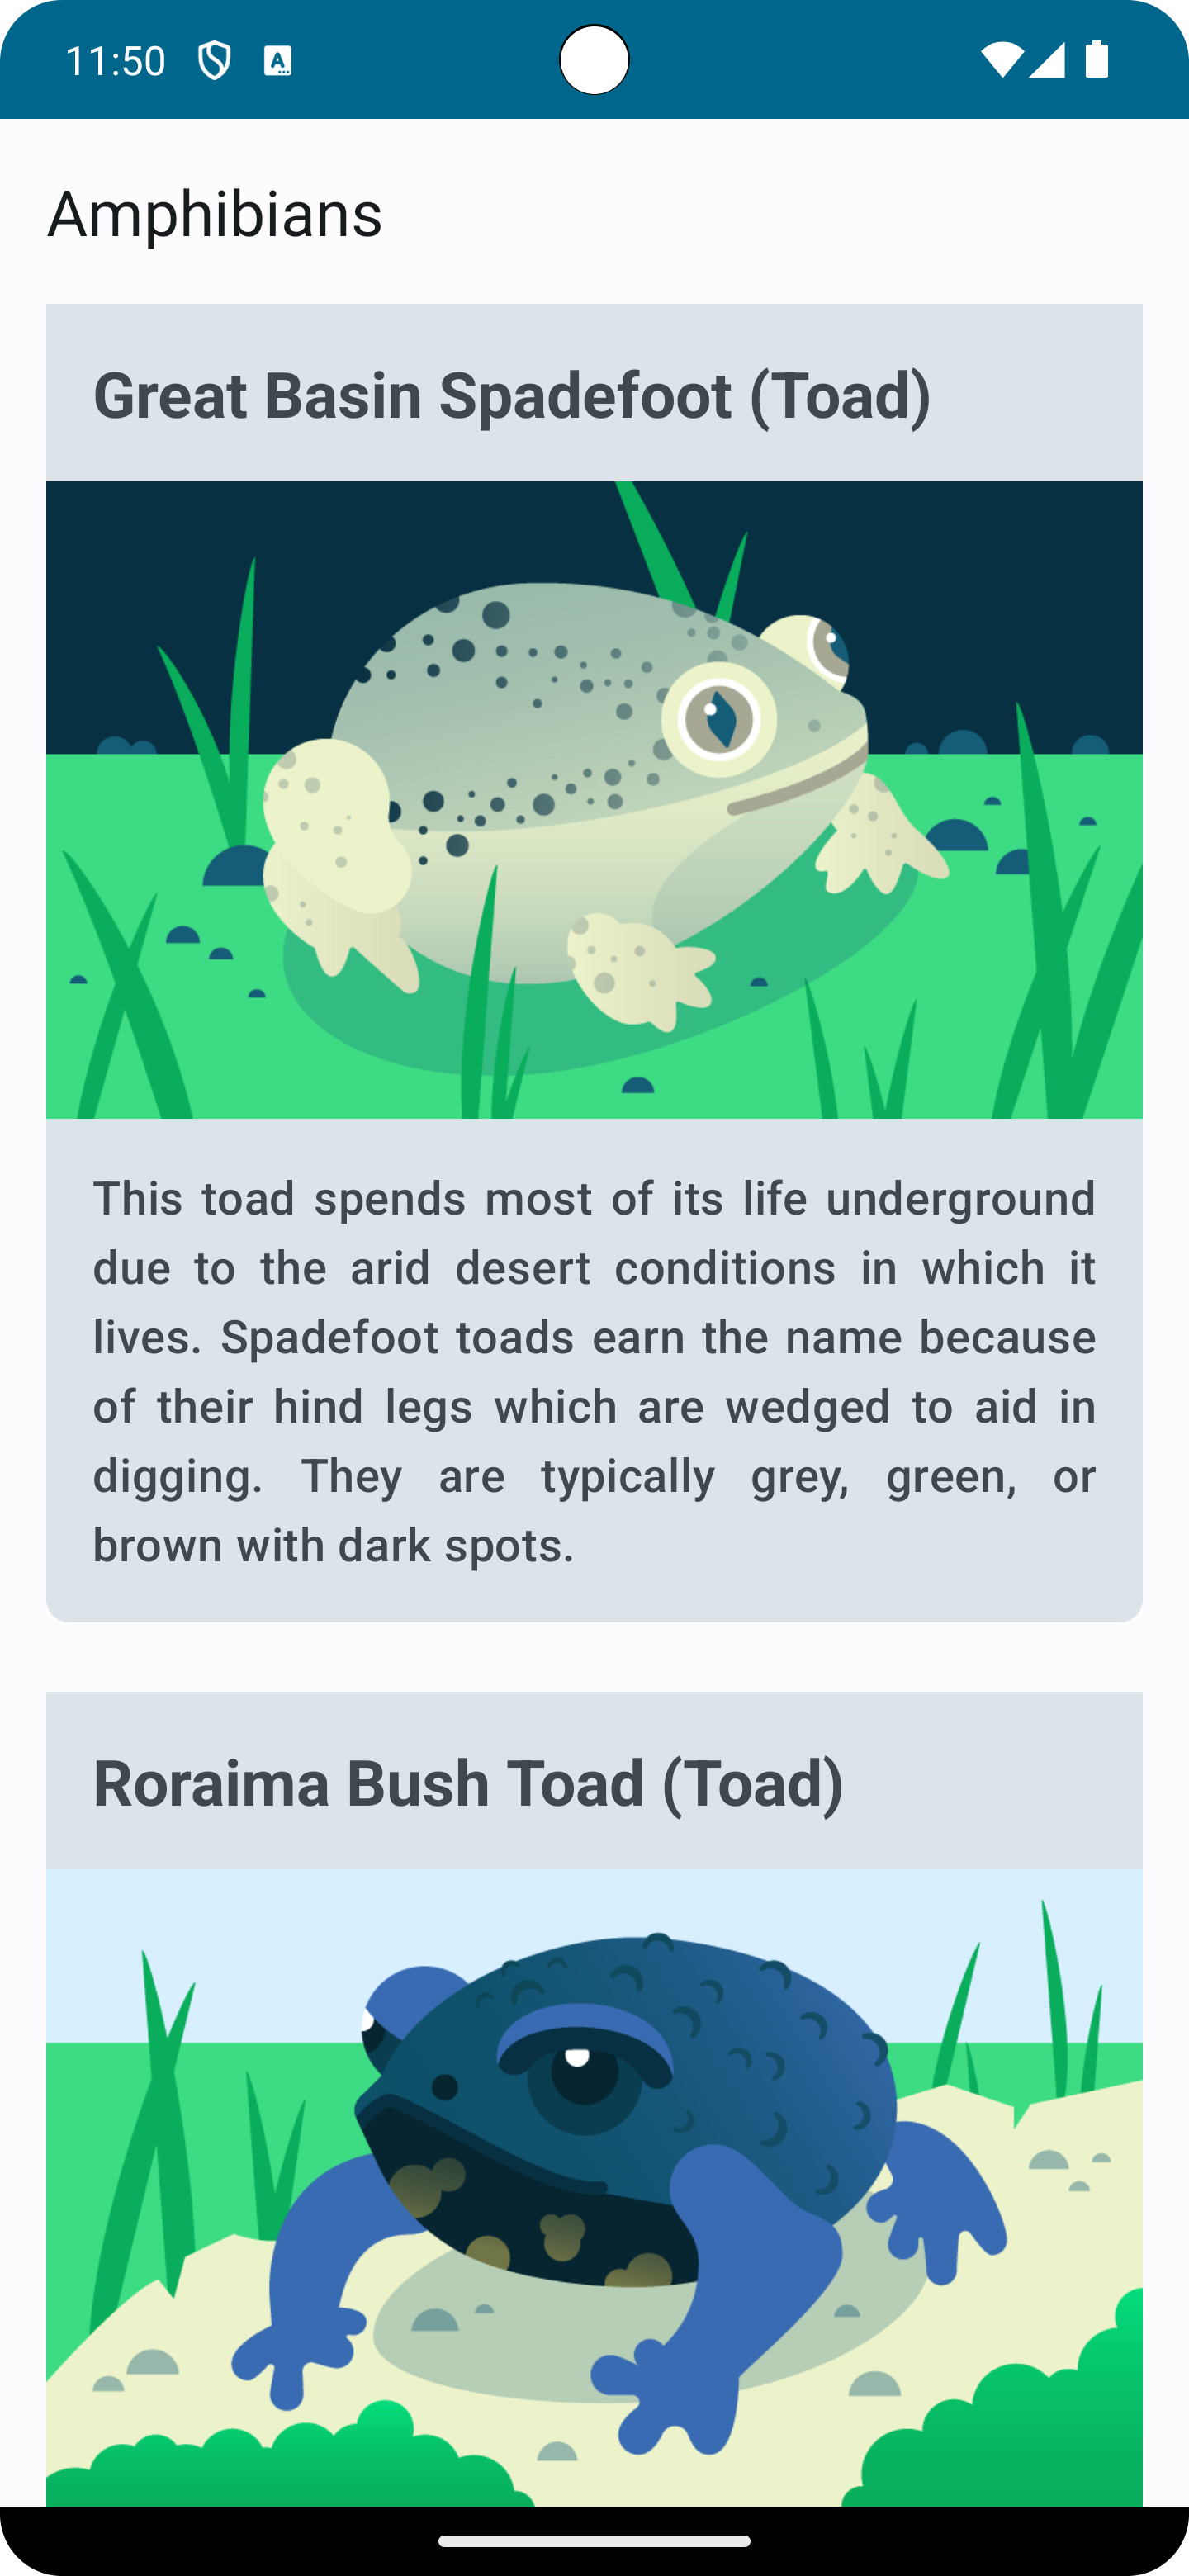 11:50
Amphibians
Great Basin Spadefoot (Toad)
This toad spends most of its life underground
due to the arid desert conditions in which it
lives. Spadefoot toads earn the name because
of their hind legs which are wedged to aid in
digging. They are typically grey, green, or
brown with dark spots.
Roraima Bush Toad (Toad)